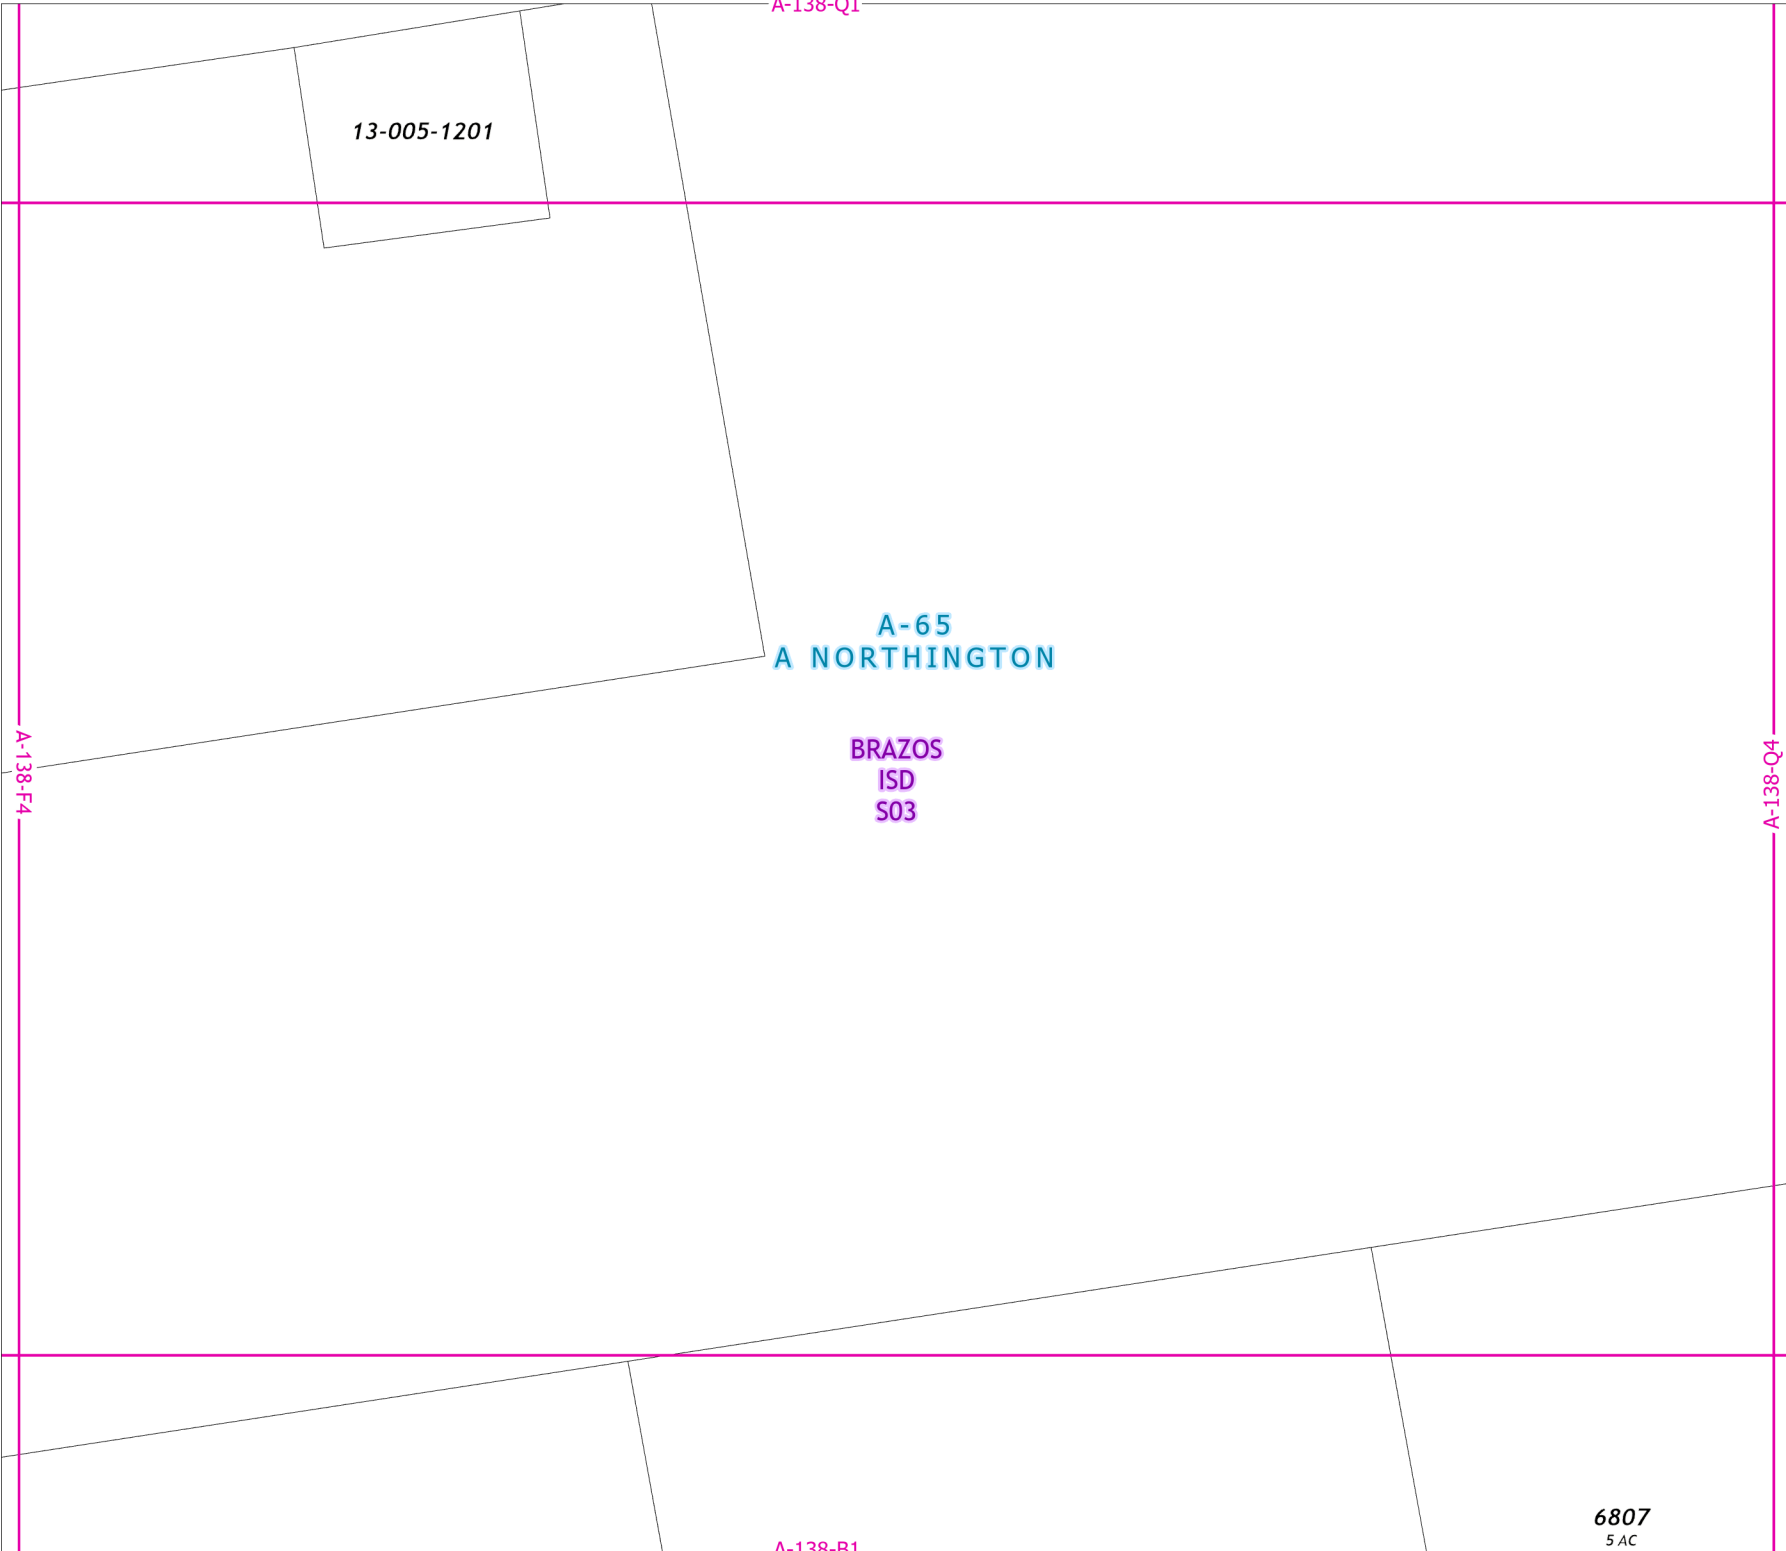 A-138-Q1
13-005-1201
A-65
A NORTHINGTON
BRAZOS
ISD
S03
A-138-F4
A-138-Q4
6807
5 AC
A-138-B1